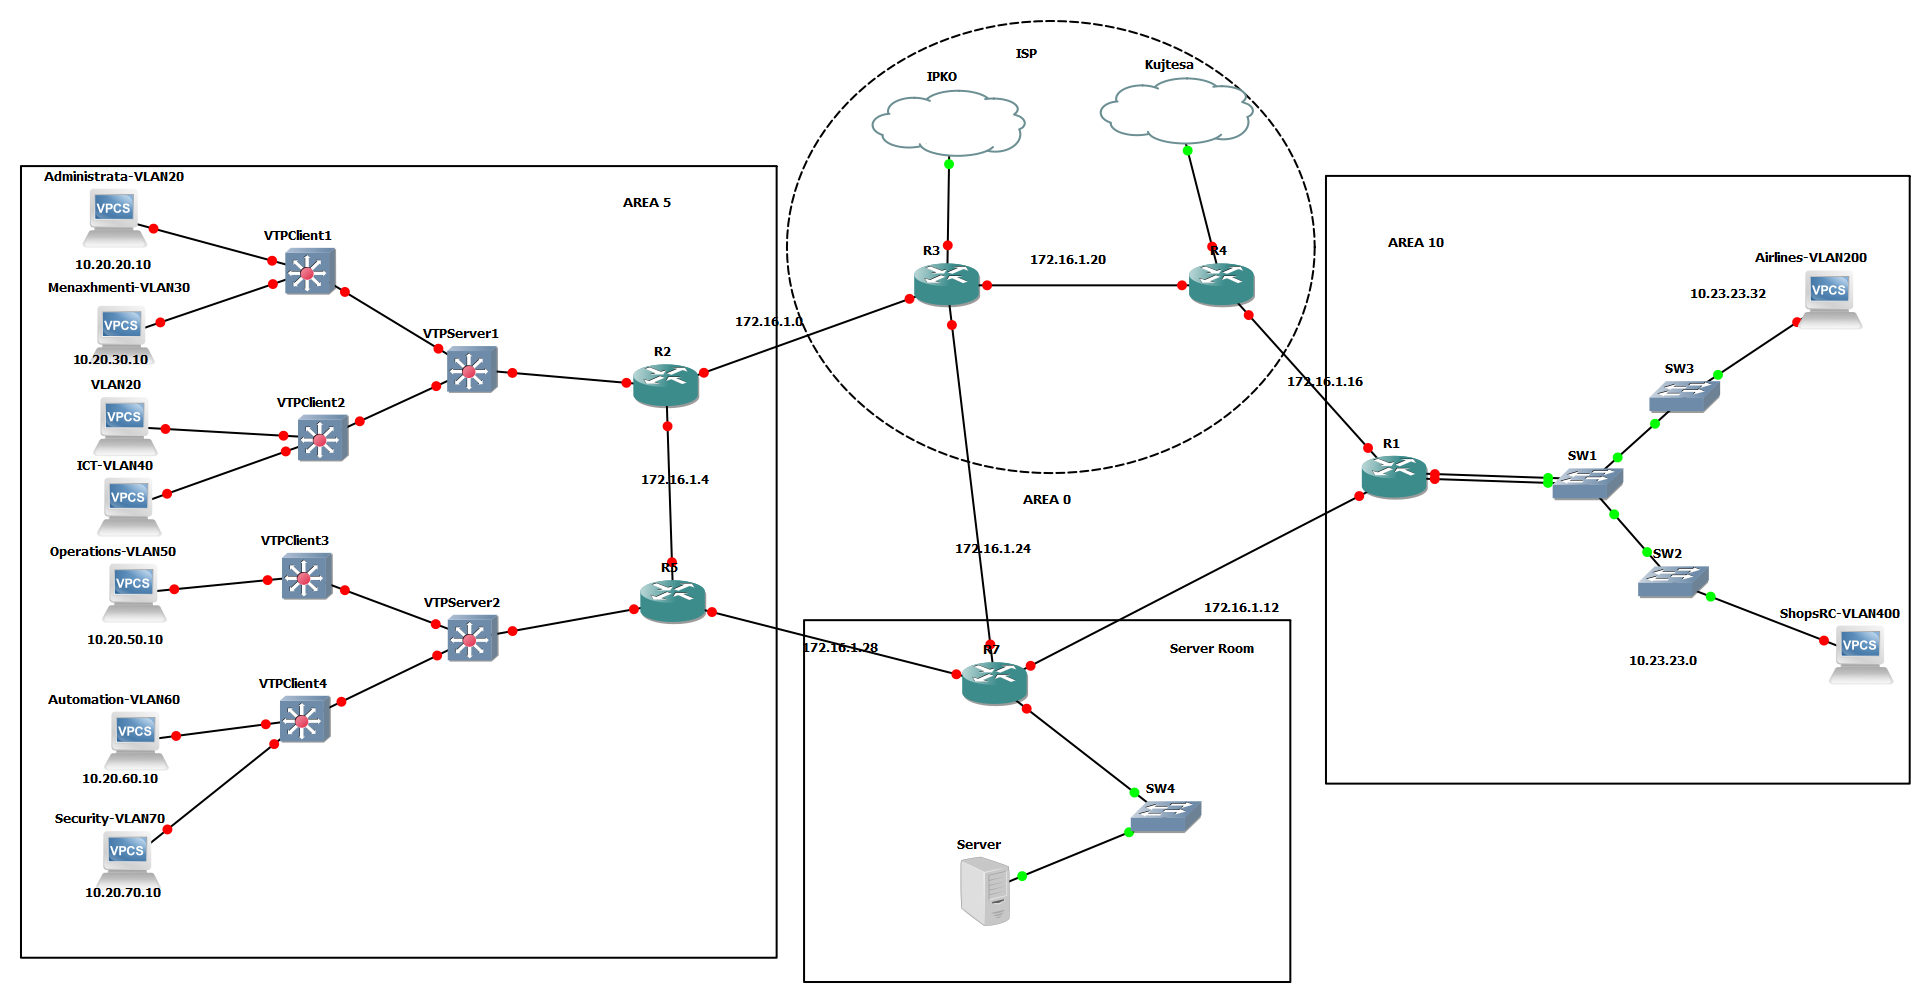 ISP
IPKO
Kujtesa
Administrata-VLAN20
VPCS
10.20.20.10
Menaxhmenti-VLAN30
VPCS
10.20.30.10
VLAN20
VPCS
ICT-VLAN40
VPCS
Operations-VLAN50
VPCS
10.20.50.10
Automation-VLAN60
VPCS
10.20.60.10
Security-VLAN70
VPCS
10.20.70.10
VTPClient1
VTPServer1
VTPClient2
VTPClient3
VTPServer2
VTPClient4
AREA 5
R2
172.16.1.4
R5
172.16.1.0
R3
172.16.1.20
R4
172.16.1.16
AREA 0
172.16.1.24
172.16.1.12
172.16.1.28
R7
Server Room
SW4
Server
AREA 10
R1
SW1
SW3
SW2
Airlines-VLAN200
VPCS
10.23.23.32
ShopsRC-VLAN400
VPCS
10.23.23.0